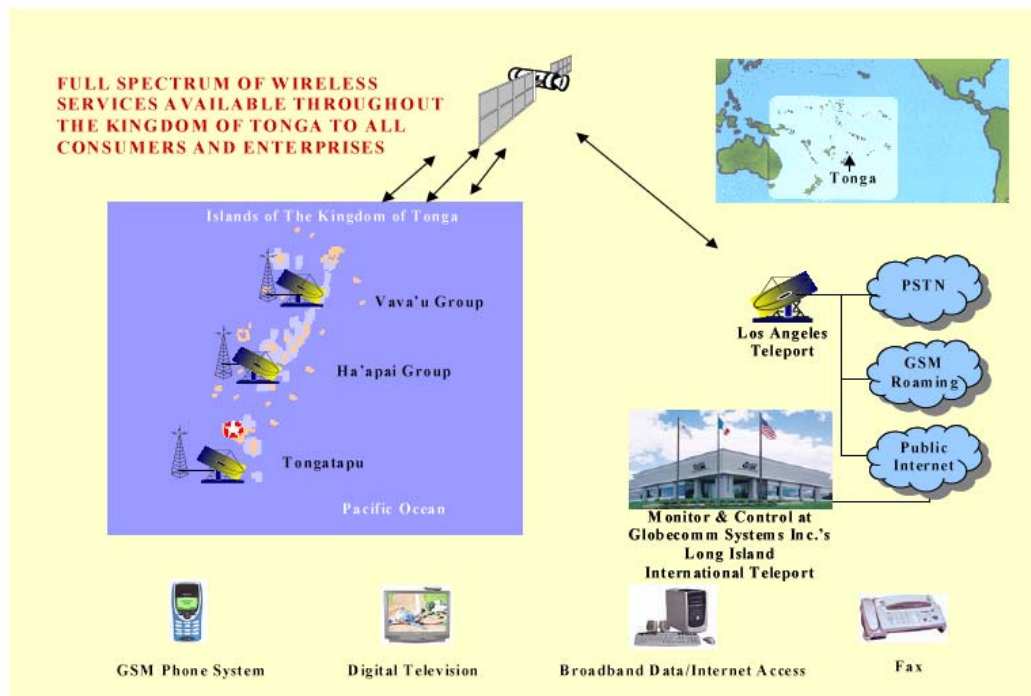 FULL SPECTRUM OF WIRELESS
SERVICES AVAILABLE THROUGHOUT
THE KINGDOM OF TONGA TO ALL
CONSUMERS AND ENTERPRISES
Tonga
Islands of The Kingdom of Tonga
Vava'u Group
Ha'apai Group
Tongatapu
Pacific Ocean
Los Angeles
Teleport
PSTN
GSM
Roaming
Public
Internet
Monitor & Control at
Globecomm Systems Inc.'s
Long Island
International Teleport
GSM Phone System
Digital Television
Broadband Data/Internet Access
Fax